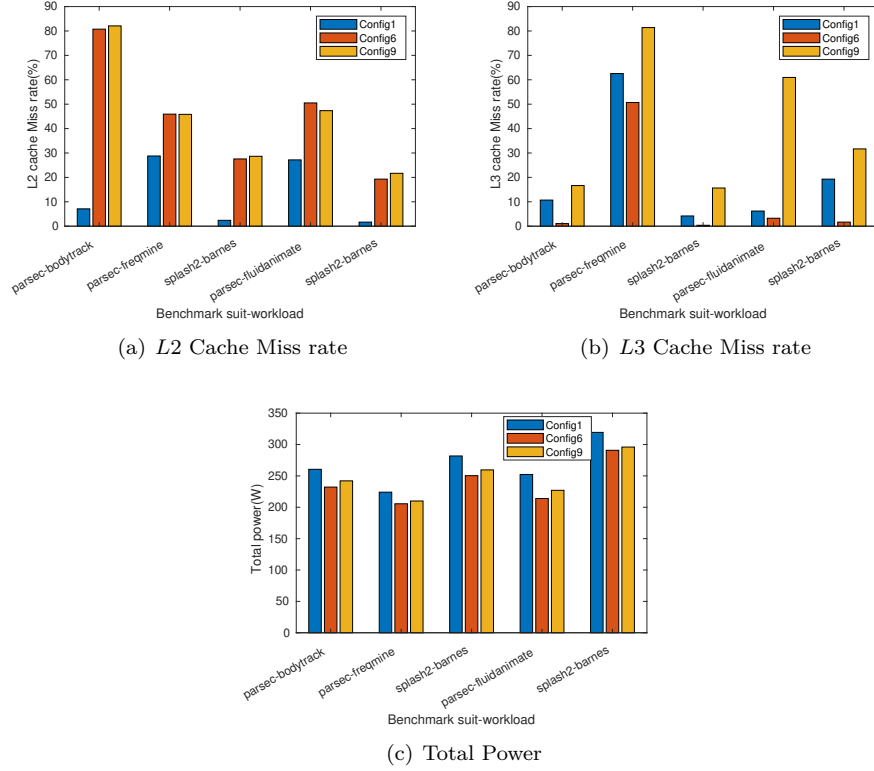 90
80
70
60
50
40
30
20
10
0
L2 cache Miss rate(%)
Config1
Config6
Config9
parsec-bodytrack
parsec-freqmine
splash2-barnes
parsec-fluidanimate
splash2-barnes
Benchmark suit-workload
(a) L2 Cache Miss rate
90
80
70
60
50
40
30
20
10
0
L3 cache Miss rate(%)
Config1
Config6
Config9
parsec-bodytrack
parsec-freqmine
splash2-barnes
parsec-fluidanimate
splash2-barnes
Benchmark suit-workload
(b) L3 Cache Miss rate
350
300
250
200
150
100
50
0
Total power(W)
Config1
Config6
Config9
parsec-bodytrack
parsec-freqmine
splash2-barnes
parsec-fluidanimate
splash2-barnes
Benchmark suit-workload
(c) Total Power